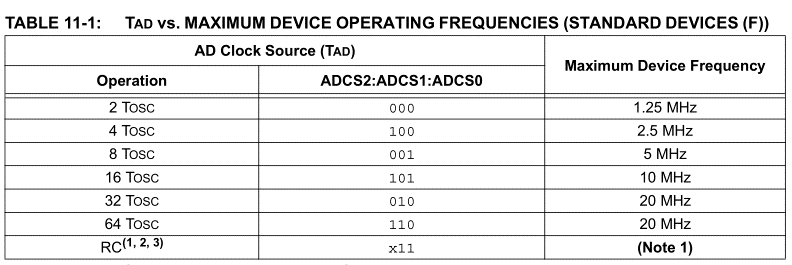 TABLE 11-1: TAD vs. MAXIMUM DEVICE OPERATING FREQUENCIES (STANDARD DEVICES (F))
AD Clock Source (TAD) Maximum Device Frequency
Operation ADCS2:ADCS1:ADCS0
2 TOSC 000 1.25 MHz
4 TOSC 100 2.5 MHz
8 TOSC 001 5 MHz
16 TOSC 101 10 MHz
32 TOSC 010 20 MHz
64 TOSC 110 20 MHz
RC(1, 2, 3) x11 (Note 1)